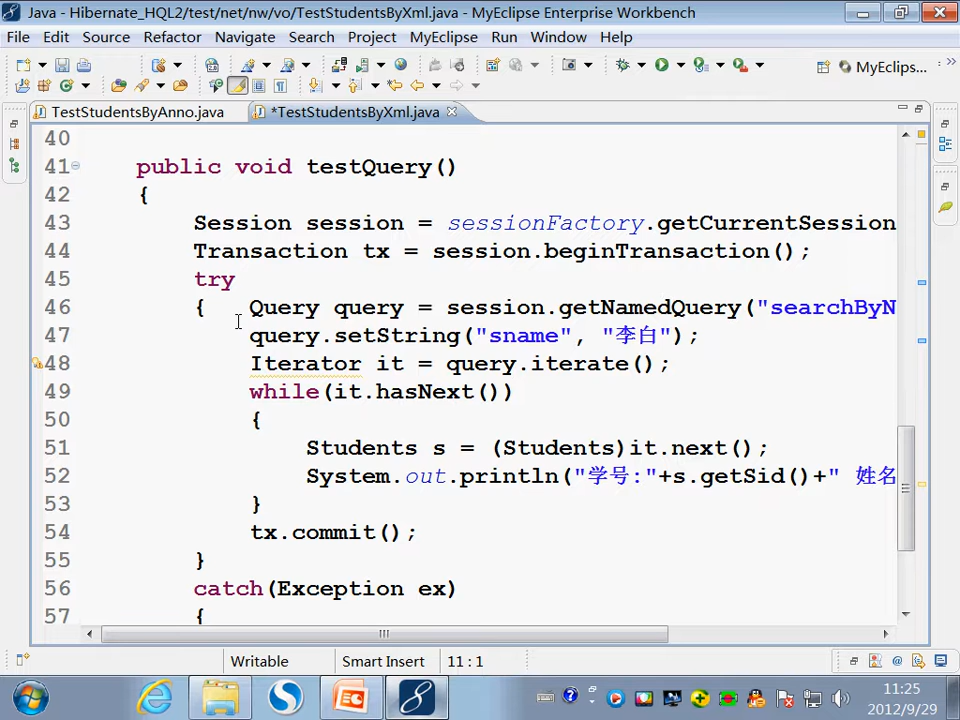 Java - Hibernate_HQL2/test/net/nw/vo/TestStudentsByXml.java - MyEclipse Enterprise Workbench
File Edit Source Refactor Navigate Search Project MyEclipse Run Window Help
MyEclips...
TestStudentsByAnno.java *TestStudentsByXml.java
40
41 public void testQuery()
42 {
43 Session session = sessionFactory.getCurrentSession
44 Transaction tx = session.beginTransaction();
45 try
46 { Query query = session.getNamedQuery("searchByN
47 query.setString("sname", "李白");
48 Iterator it = query.iterate();
49 while(it.hasNext())
50 {
51 Students s = (Students)it.next();
52 System.out.println("学号:"+s.getSid()+" 姓名
53 }
54 tx.commit();
55 }
56 catch(Exception ex)
57 {
Writable Smart Insert 11 : 1
11:25
2012/9/29